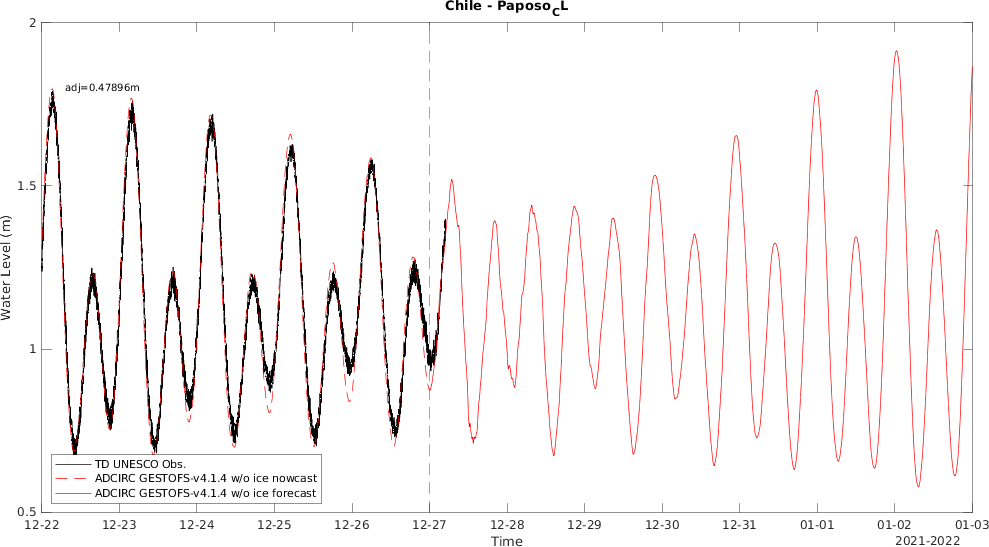 Chile - Paposo_CL
adj=0.47896m
2
1.5
1
0.5
Water Level (m)
TD UNESCO Obs.
ADCIRC GESTOFS-v4.1.4 w/o ice nowcast
ADCIRC GESTOFS-v4.1.4 w/o ice forecast
12-22 12-23 12-24 12-25 12-26 12-27 12-28 12-29 12-30 12-31 01-01 01-02 01-03
Time
2021-2022